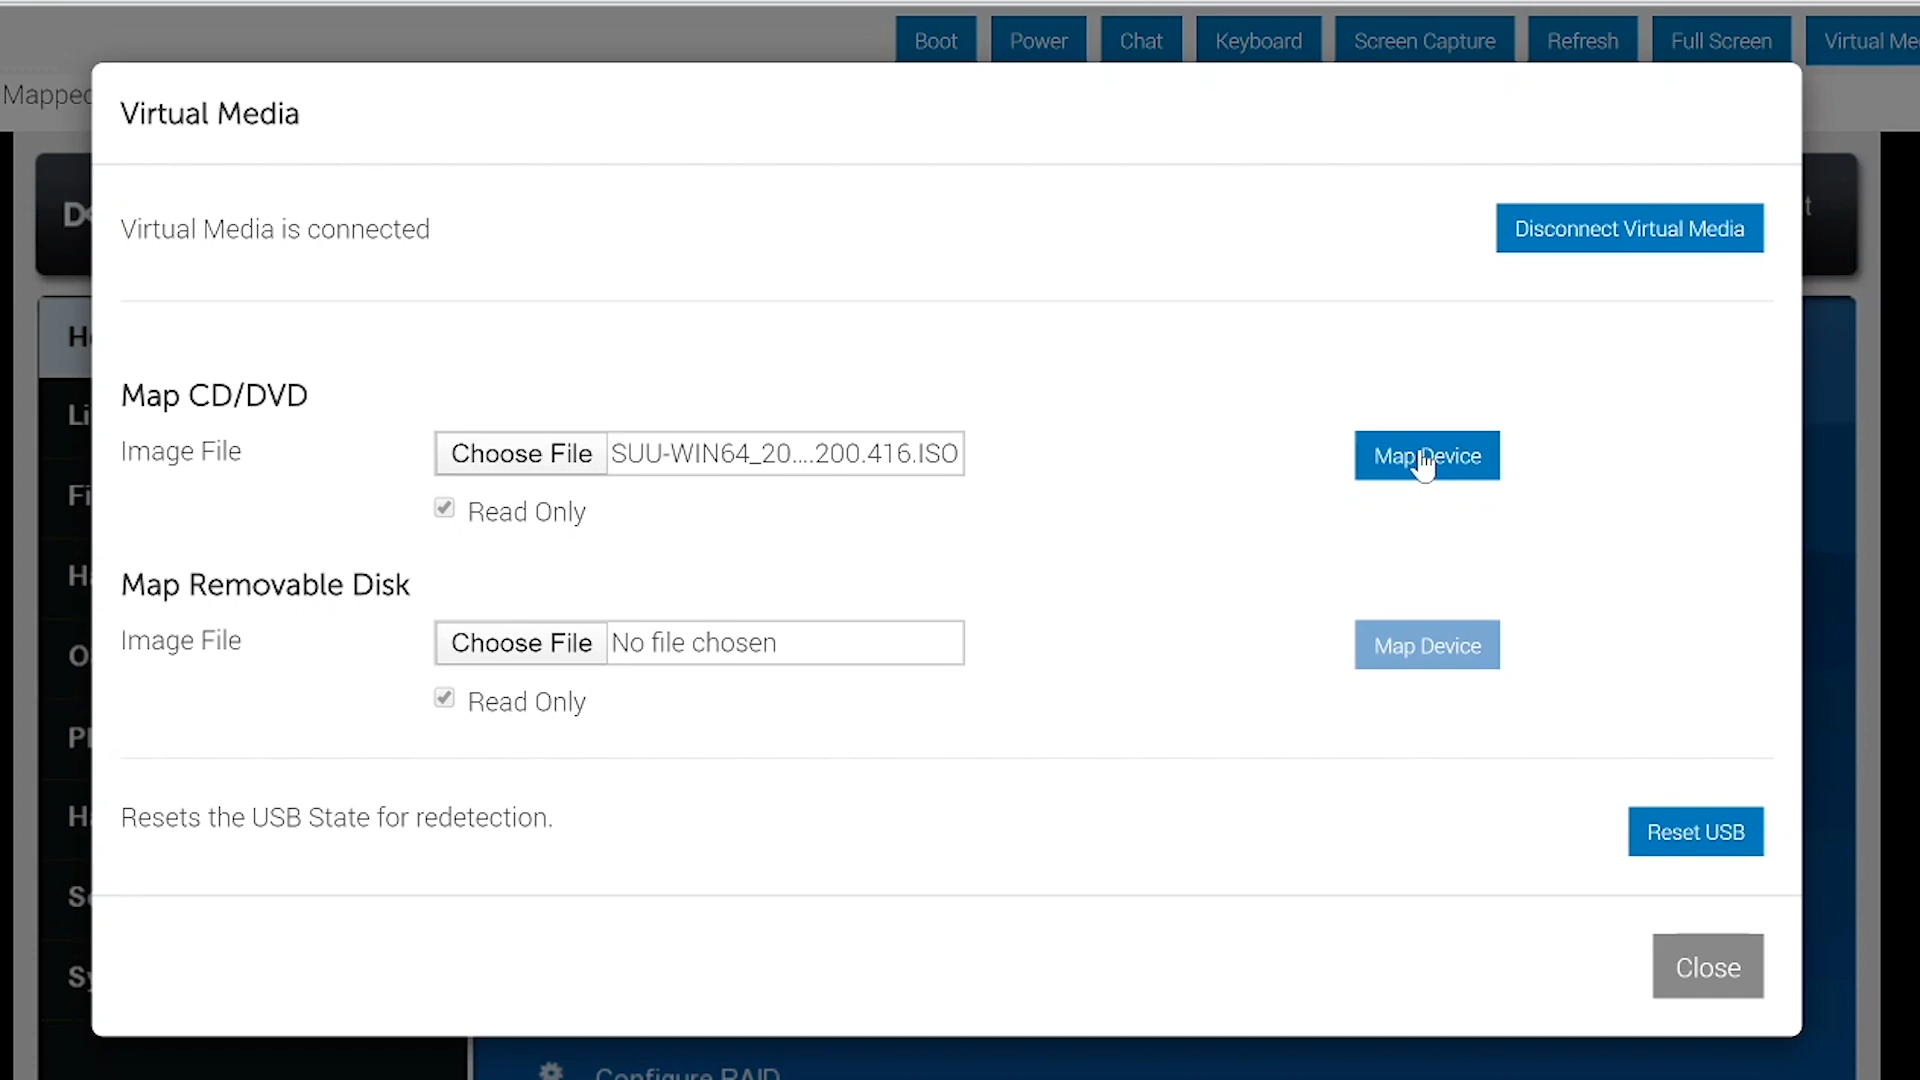 Boot Power Chat Keyboard Screen Capture Refresh Full Screen Virtual Me
Mapped
Virtual Media
Virtual Media is connected
Disconnect Virtual Media
Map CD/DVD
Image File
Choose File SUU-WIN64_20....200.416.ISO
Map Device
Read Only
Map Removable Disk
Image File
Choose File No file chosen
Map Device
Read Only
Resets the USB State for redetection.
Reset USB
Close
Configure RAID